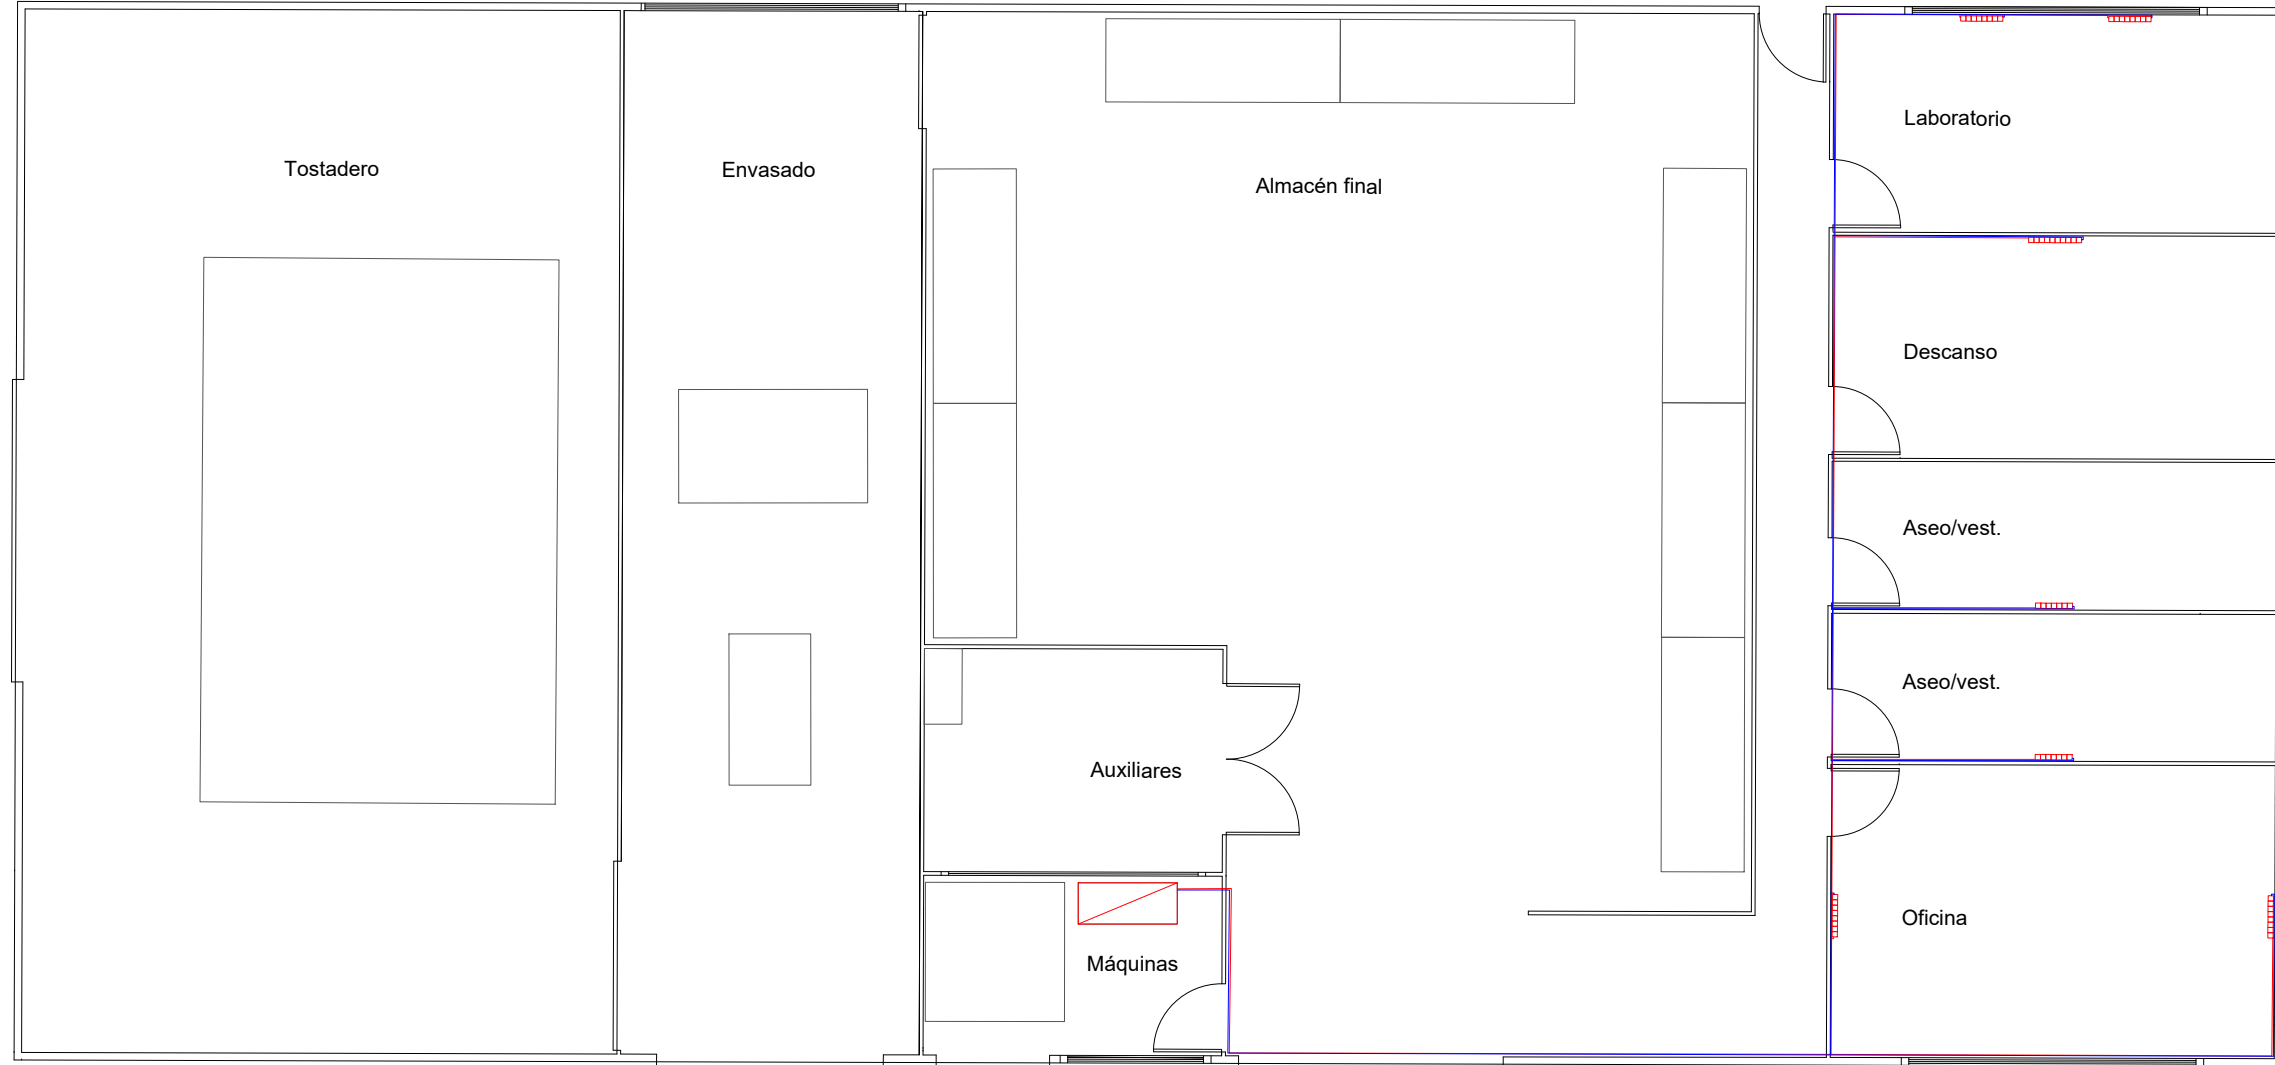 Laboratorio
Tostadero
Envasado
Almacén final
Descanso
Aseo/vest.
Aseo/vest.
Auxiliares
Oficina
Máquinas